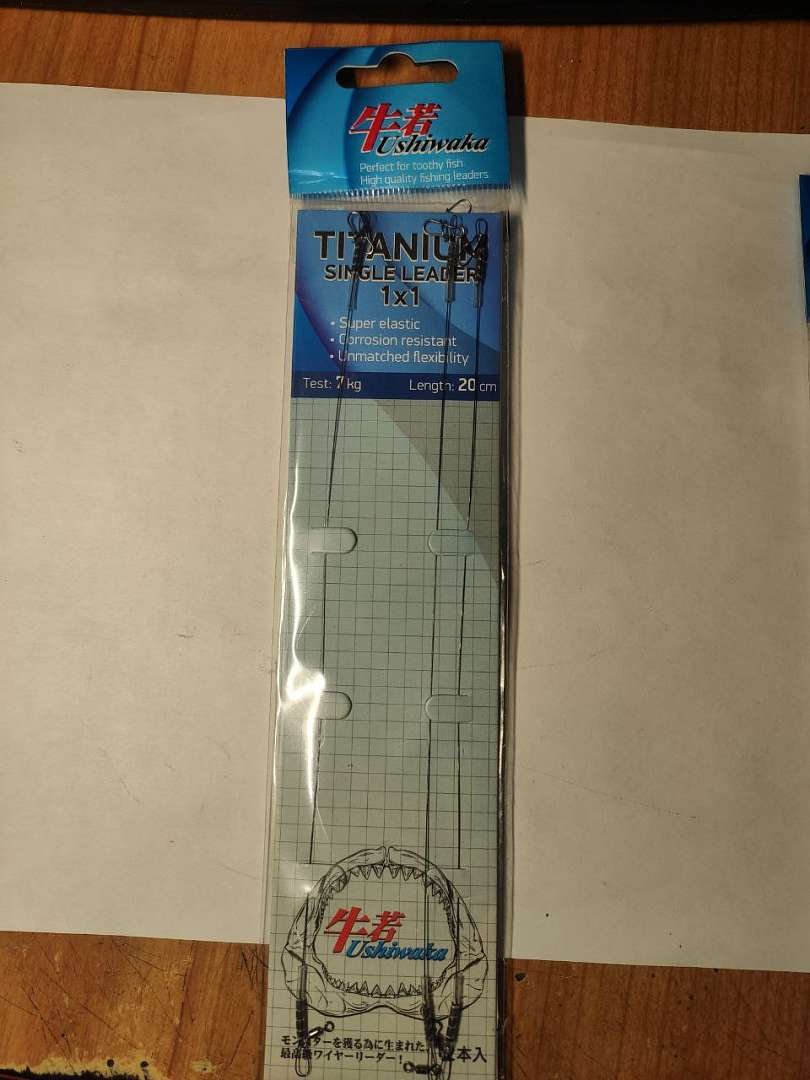 牛若
Ushiwaka
Perfect for toothy fish
High quality fishing leaders
TITANIUM
SINGLE LEADER
1x1
• Super elastic
• Corrosion resistant
• Unmatched flexibility
Test: 7 kg Length: 20 cm
牛若
Ushiwaka
モンスターを獲る為に生まれた、
最高級ワイヤーリーダー！
本入